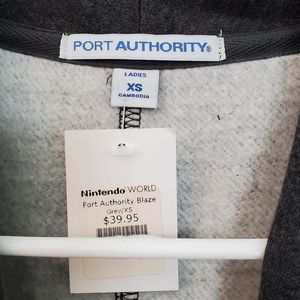 PORT AUTHORITY®
LADIES
XS
CAMBODIA
Nintendo WORLD
Port Authority Blaze
Grey/XS
$39.95